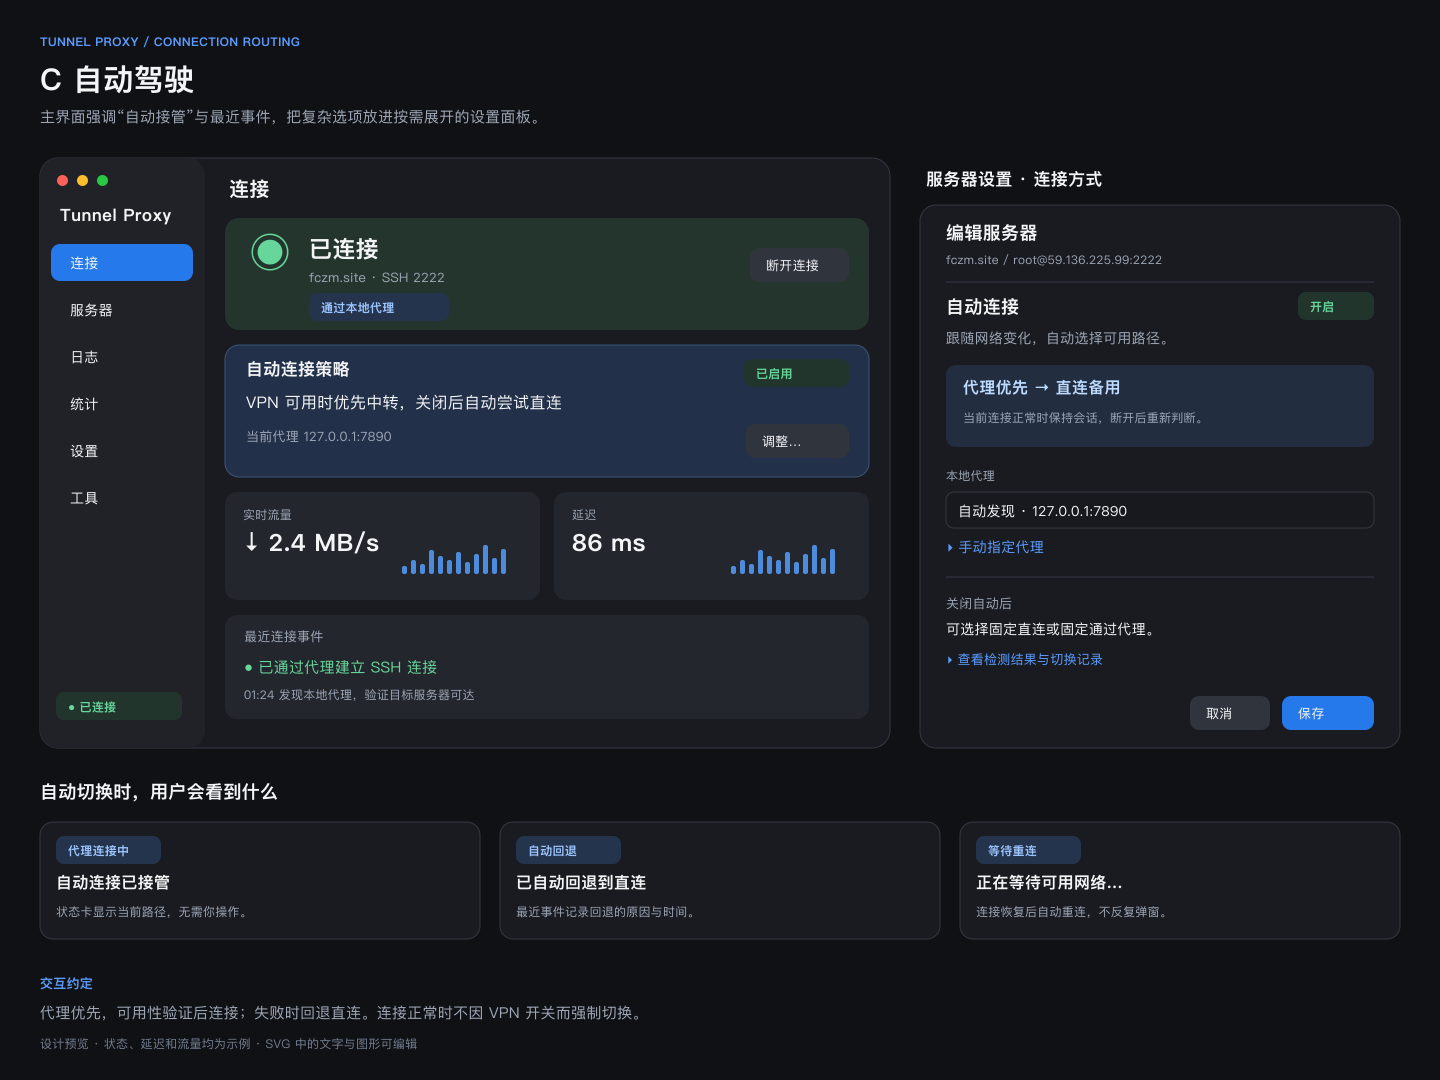 TUNNEL PROXY / CONNECTION ROUTING
C 自动驾驶
主界面强调“自动接管”与最近事件，把复杂选项放进按需展开的设置面板。
Tunnel Proxy
连接
服务器
日志
统计
设置
工具
● 已连接
连接
已连接
fczm.site · SSH 2222
通过本地代理
断开连接
自动连接策略
已启用
VPN 可用时优先中转，关闭后自动尝试直连
当前代理 127.0.0.1:7890
调整...
实时流量
↓ 2.4 MB/s
延迟
86 ms
最近连接事件
● 已通过代理建立 SSH 连接
01:24 发现本地代理，验证目标服务器可达
服务器设置 · 连接方式
编辑服务器
fczm.site / root@59.136.225.99:2222
自动连接
开启
跟随网络变化，自动选择可用路径。
代理优先 → 直连备用
当前连接正常时保持会话，断开后重新判断。
本地代理
自动发现 · 127.0.0.1:7890
手动指定代理
关闭自动后
可选择固定直连或固定通过代理。
查看检测结果与切换记录
取消
保存
自动切换时，用户会看到什么
代理连接中
自动连接已接管
状态卡显示当前路径，无需你操作。
自动回退
已自动回退到直连
最近事件记录回退的原因与时间。
等待重连
正在等待可用网络...
连接恢复后自动重连，不反复弹窗。
交互约定
代理优先，可用性验证后连接；失败时回退直连。连接正常时不因 VPN 开关而强制切换。
设计预览 · 状态、延迟和流量均为示例 · SVG 中的文字与图形可编辑